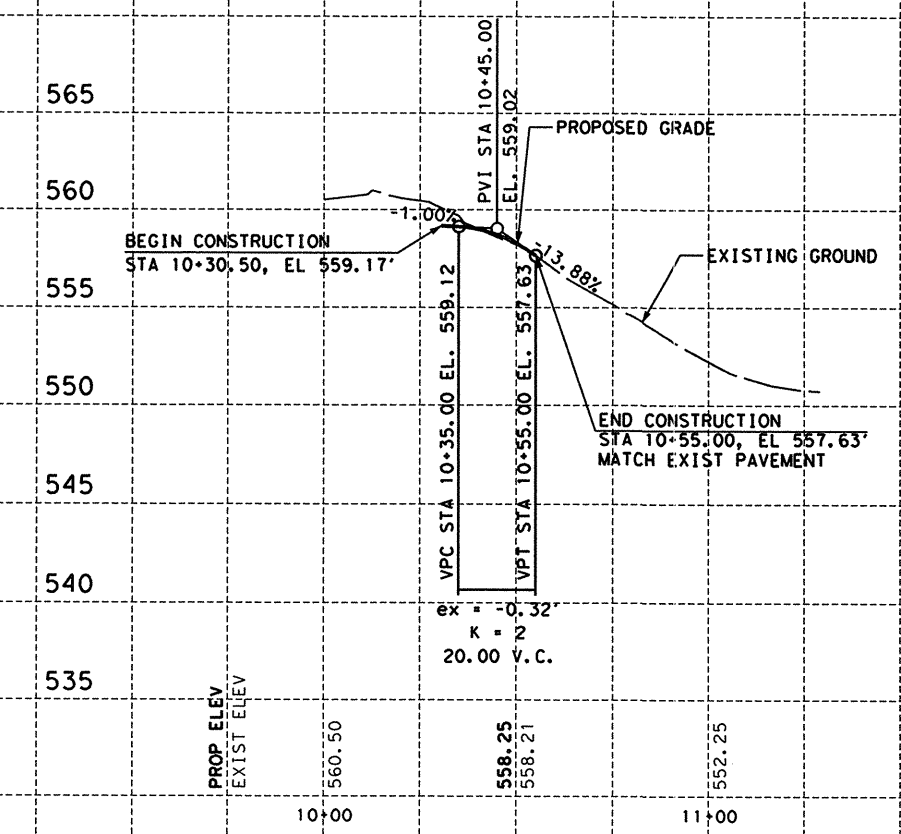 PVI STA 10+45.00
EL. 559.02
565
PROPOSED GRADE
560
-1.00%
BEGIN CONSTRUCTION
STA 10+30.50, EL 559.17'
-13.88%
EXISTING GROUND
555
VPC STA 10+35.00 EL. 559.12
VPT STA 10+55.00 EL. 557.63
550
END CONSTRUCTION
STA 10+55.00, EL 557.63'
MATCH EXIST PAVEMENT
545
540
ex = -0.32'
K = 2
20.00 V.C.
535
PROP ELEV
EXIST ELEV
560.50
558.25
558.21
552.25
10+00
11+00